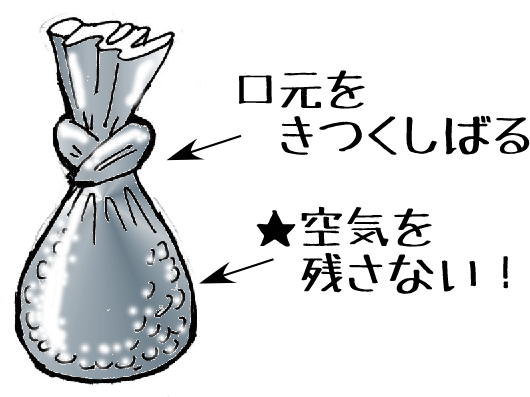 口元を
きつくしばる
★空気を
残さない！